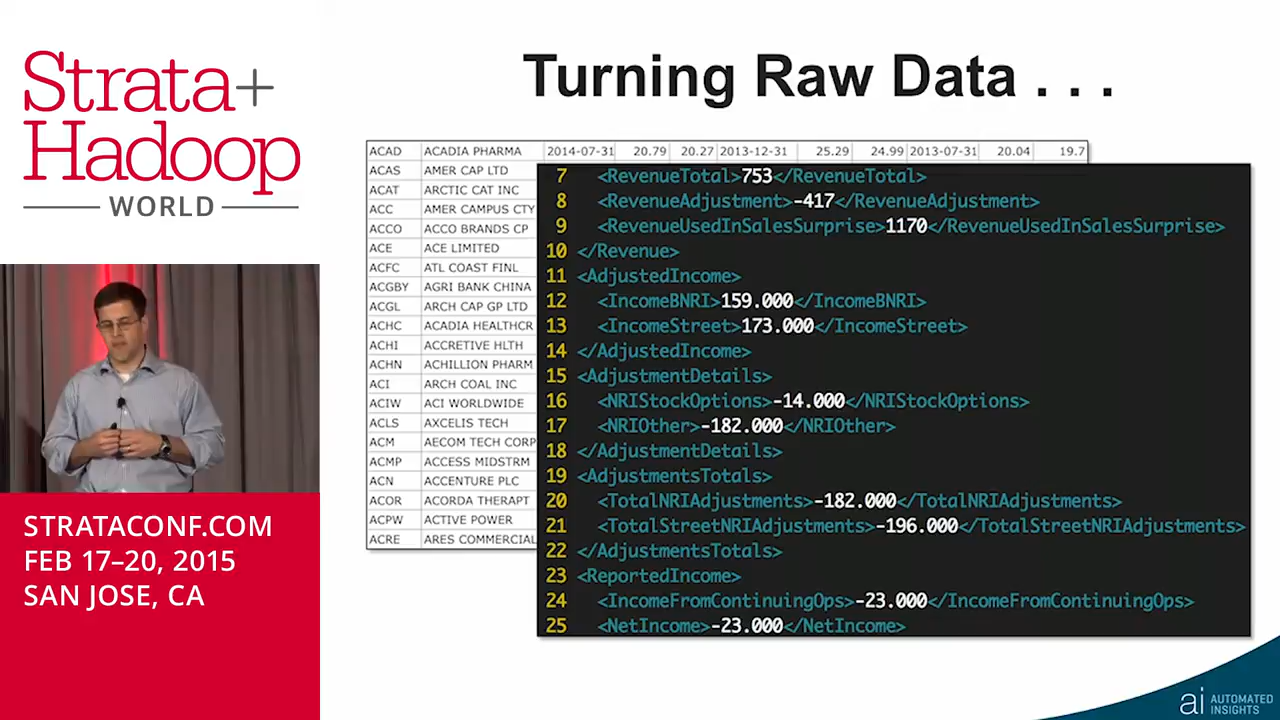 Strata+
Hadoop
WORLD
STRATACONF.COM
FEB 17–20, 2015
SAN JOSE, CA
Turning Raw Data . . .
ACAD ACADIA PHARMA 2014-07-31 20.79 20.27 2013-12-31 25.29 24.99 2013-07-31 20.04 19.7
ACAS AMER CAP LTD
ACAT ARCTIC CAT INC
ACC AMER CAMPUS CTY
ACCO ACCO BRANDS CP
ACE ACE LIMITED
ACFC ATL COAST FINL
ACGBY AGRI BANK CHINA
ACGL ARCH CAP GP LTD
ACHC ACADIA HEALTHCR
ACHI ACCRETIVE HLTH
ACHN ACHILLION PHARM
ACI ARCH COAL INC
ACIW ACI WORLDWIDE
ACLS AXCELIS TECH
ACM AECOM TECH CORP
ACMP ACCESS MIDSTRM
ACN ACCENTURE PLC
ACOR ACORDA THERAPT
ACPW ACTIVE POWER
ACRE ARES COMMERCIAL
7 <RevenueTotal>753</RevenueTotal>
8 <RevenueAdjustment>-417</RevenueAdjustment>
9 <RevenueUsedInSalesSurprise>1170</RevenueUsedInSalesSurprise>
10 </Revenue>
11 <AdjustedIncome>
12 <IncomeBNRI>159.000</IncomeBNRI>
13 <IncomeStreet>173.000</IncomeStreet>
14 </AdjustedIncome>
15 <AdjustmentDetails>
16 <NRIStockOptions>-14.000</NRIStockOptions>
17 <NRIOther>-182.000</NRIOther>
18 </AdjustmentDetails>
19 <AdjustmentsTotals>
20 <TotalNRIAdjustments>-182.000</TotalNRIAdjustments>
21 <TotalStreetNRIAdjustments>-196.000</TotalStreetNRIAdjustments>
22 </AdjustmentsTotals>
23 <ReportedIncome>
24 <IncomeFromContinuingOps>-23.000</IncomeFromContinuingOps>
25 <NetIncome>-23.000</NetIncome>
ai AUTOMATED
INSIGHTS